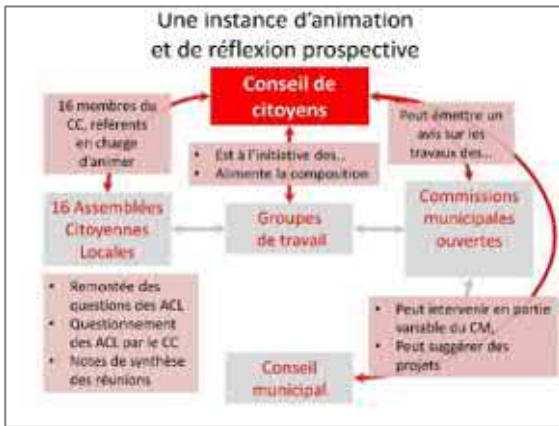 Une instance d'animation
et de réflexion prospective
Conseil de
citoyens
16 membres du
CC, référents
en charge
d'animer
Peut émettre un
avis sur les
travaux des...
• Est à l'initiative des...
• Alimente la composition
16 Assemblées
Citoyennes
Locales
Groupes
de travail
Commissions
municipales
ouvertes
• Remostée des
questions des ACL
• Questionnement
des ACL par le CC
• Notes de synthèse
des réunions
• Peut intervenir en partie
variable du CM,
• Peut suggérer des
projets
Conseil
municipal